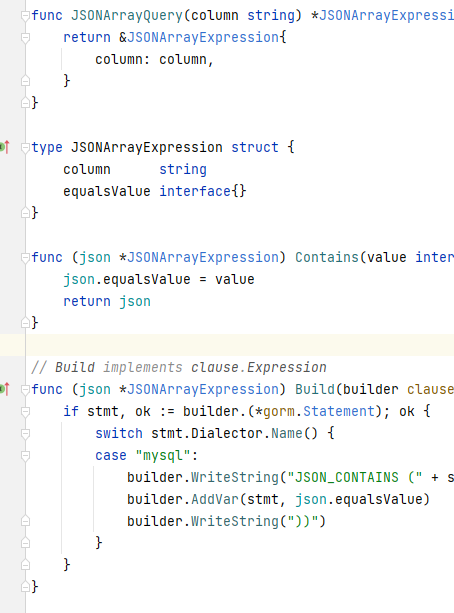 func JSONArrayQuery(column string) *JSONArrayExpressi
return &JSONArrayExpression{
column: column,
}
}
type JSONArrayExpression struct {
column string
equalsValue interface{}
}
func (json *JSONArrayExpression) Contains(value inter
json.equalsValue = value
return json
}
// Build implements clause.Expression
func (json *JSONArrayExpression) Build(builder clause
if stmt, ok := builder.(*gorm.Statement); ok {
switch stmt.Dialector.Name() {
case "mysql":
builder.WriteString("JSON_CONTAINS (" + s
builder.AddVar(stmt, json.equalsValue)
builder.WriteString("))")
}
}
}